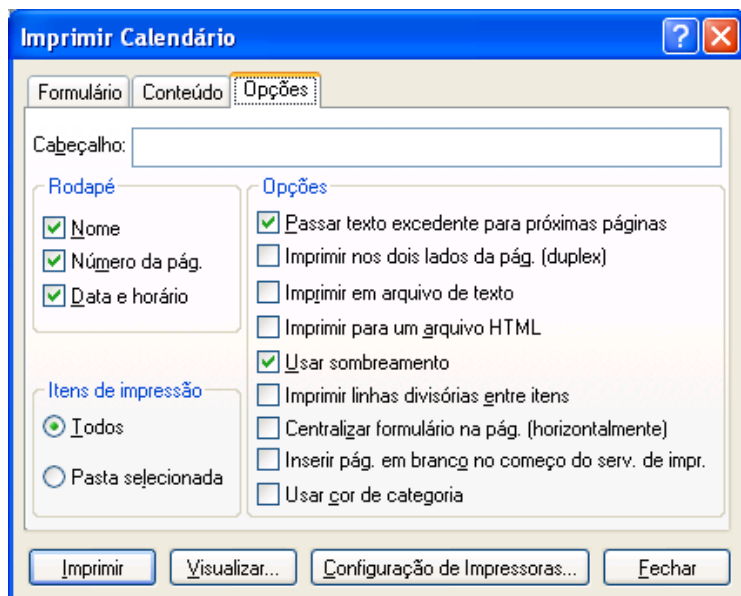 Imprimir Calendário
Formulário Conteúdo Opções
Cabeçalho:
Rodapé
Nome
Número da pág.
Data e horário
Itens de impressão
Todos
Pasta selecionada
Opções
Passar texto excedente para próximas páginas
Imprimir nos dois lados da pág. (duplex)
Imprimir em arquivo de texto
Imprimir para um arquivo HTML
Usar sombreamento
Imprimir linhas divisórias entre itens
Centralizar formulário na pág. (horizontalmente)
Inserir pág. em branco no começo do serv. de impr.
Usar cor de categoria
Imprimir Visualizar... Configuração de Impressoras... Fechar